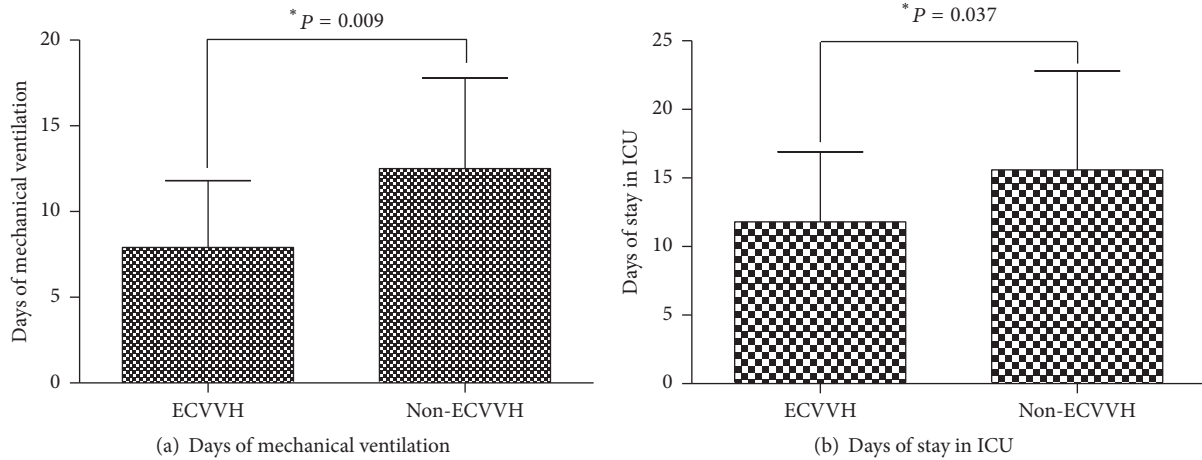 * P = 0.009
20
15
10
5
0
Days of mechanical ventilation
ECVVH
Non-ECVVH
(a) Days of mechanical ventilation
* P = 0.037
25
20
15
10
5
0
Days of stay in ICU
ECVVH
Non-ECVVH
(b) Days of stay in ICU